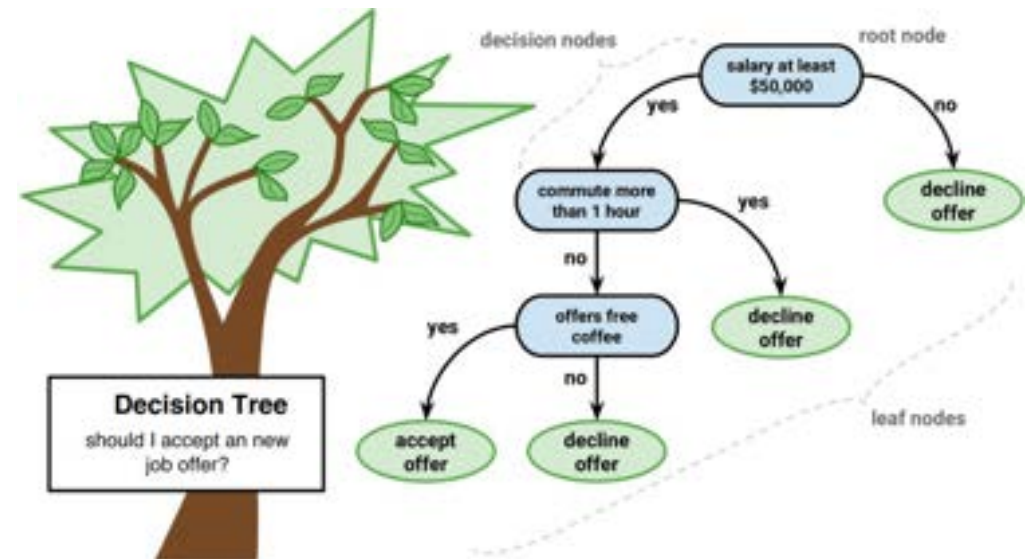 decision nodes
root node
salary at least
$50,000
yes
no
commute more
than 1 hour
yes
decline
offer
no
offers free
coffee
decline
offer
yes
no
leaf nodes
accept
offer
decline
offer
Decision Tree
should I accept an new
job offer?